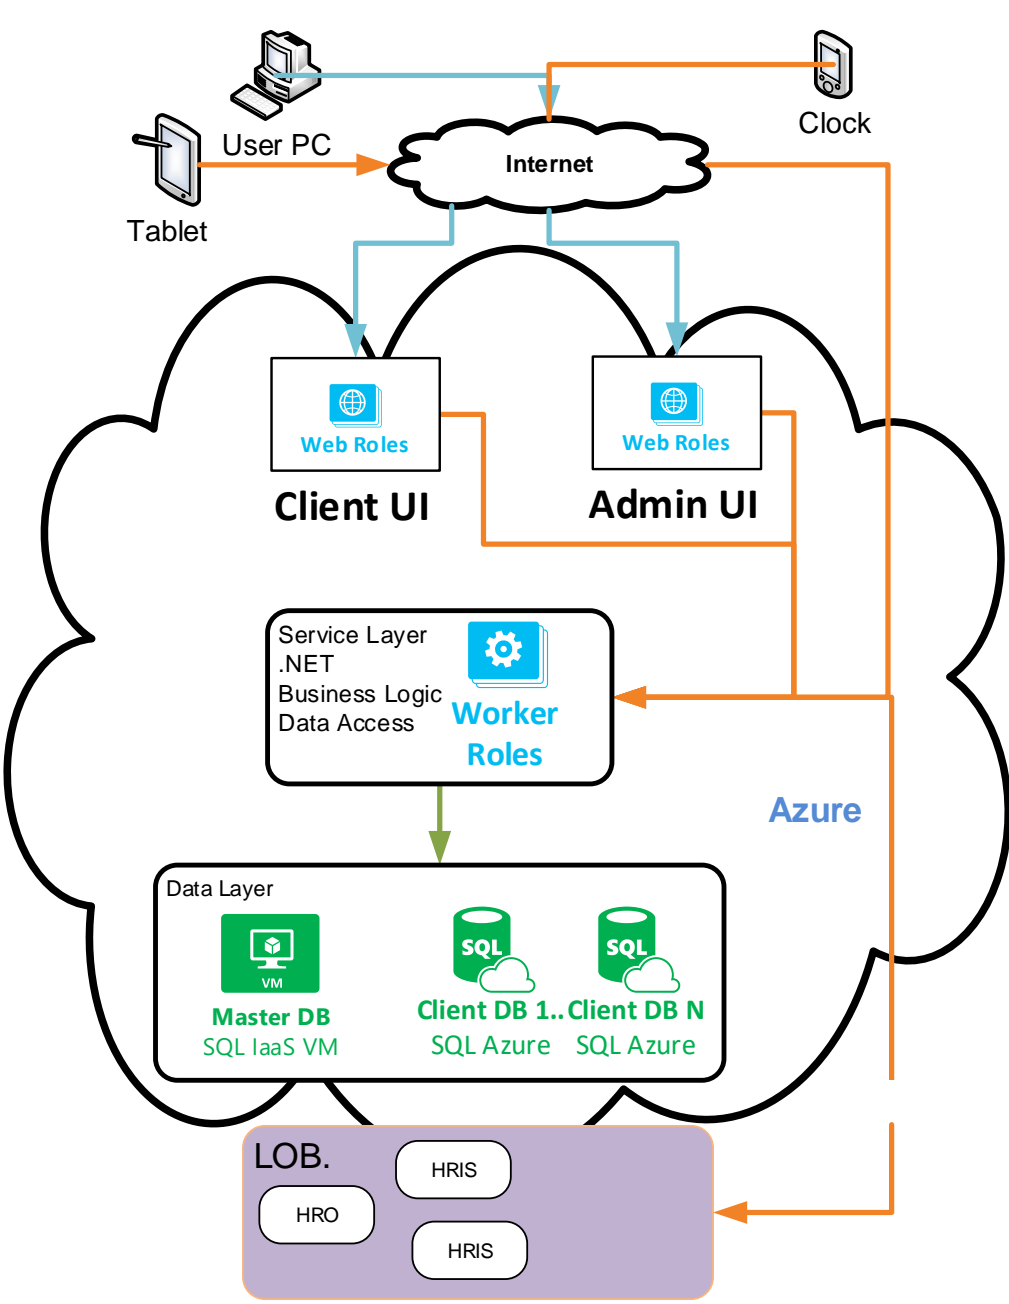 User PC
Clock
Internet
Tablet
Web Roles
Client UI
Web Roles
Admin UI
Service Layer
.NET
Business Logic
Data Access
Worker
Roles
Azure
Data Layer
SQL
SQL
VM
Master DB
SQL IaaS VM
Client DB 1..
SQL Azure
Client DB N
SQL Azure
LOB.
HRIS
HRO
HRIS